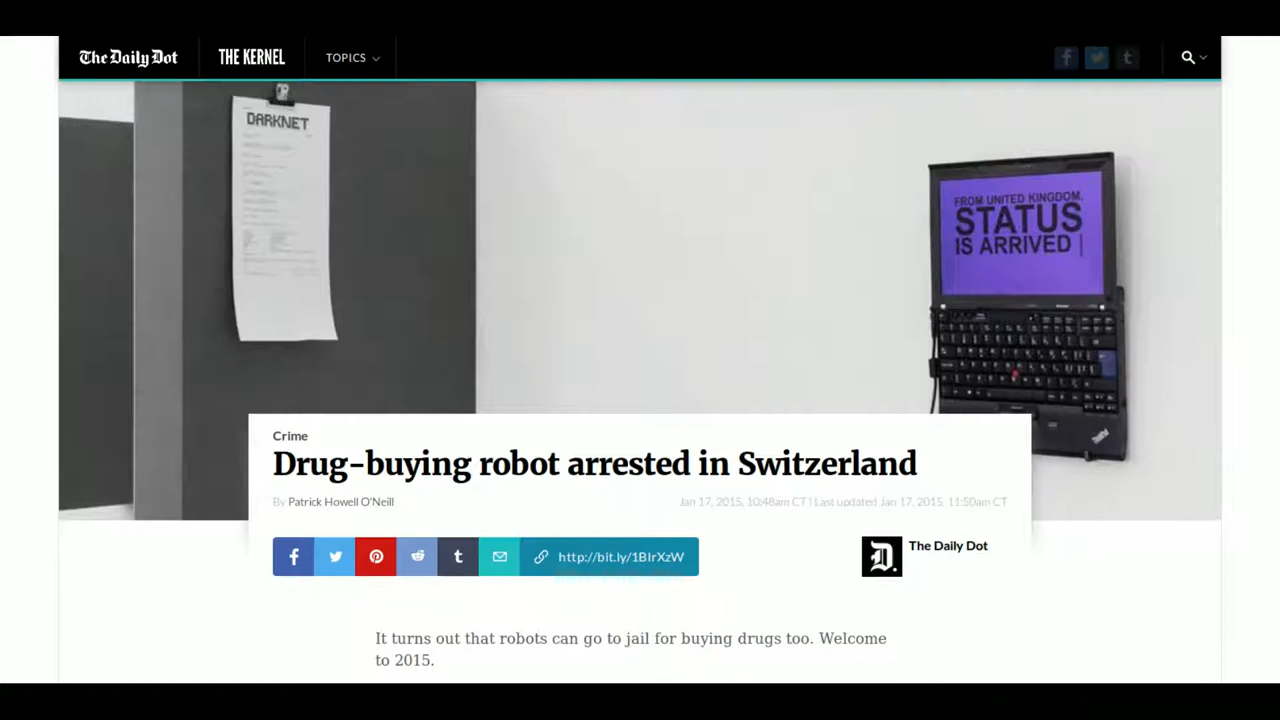 The Daily Dot
THE KERNEL
TOPICS
DARKNET
FROM UNITED KINGDOM.
STATUS
IS ARRIVED
ThinkPad
Crime
Drug-buying robot arrested in Switzerland
By Patrick Howell O'Neill
Jan 17, 2015, 10:48am CT | Last updated Jan 17, 2015, 11:50am CT
http://bit.ly/1BIrXzW
D.
The Daily Dot
It turns out that robots can go to jail for buying drugs too. Welcome
to 2015.